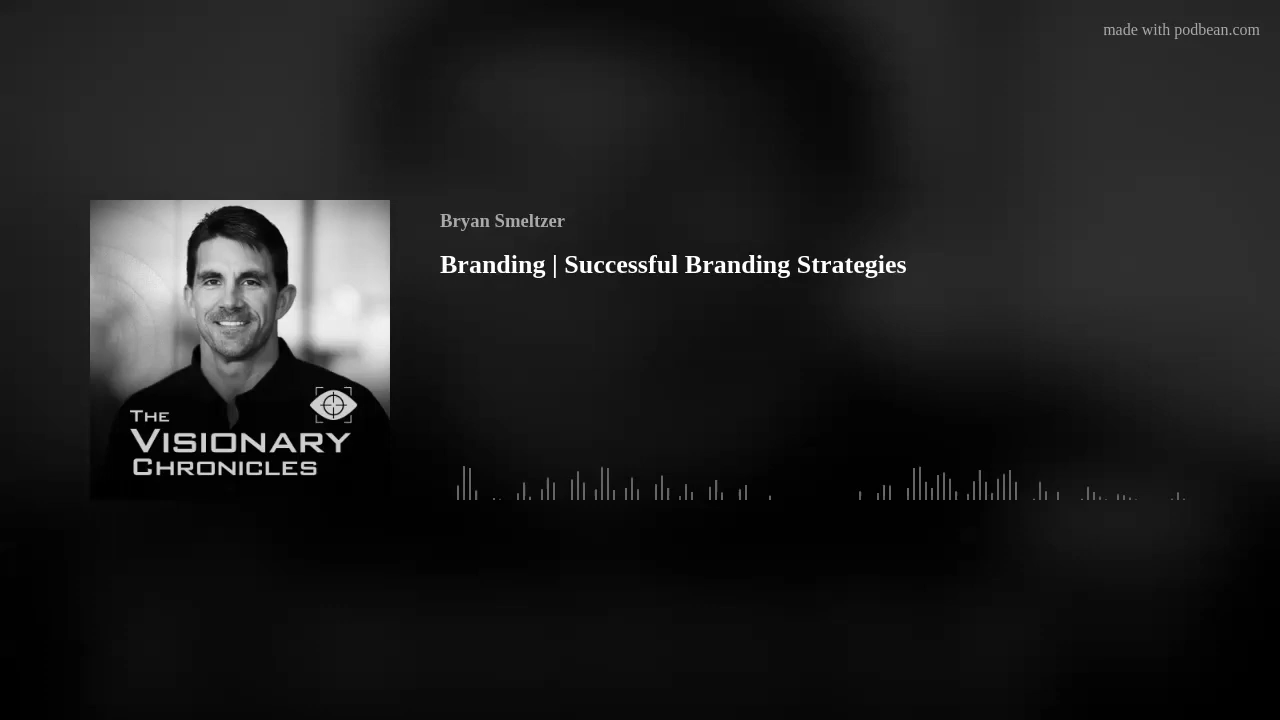 made with podbean.com
Bryan Smeltzer
Branding | Successful Branding Strategies
THE
VISIONARY
CHRONICLES